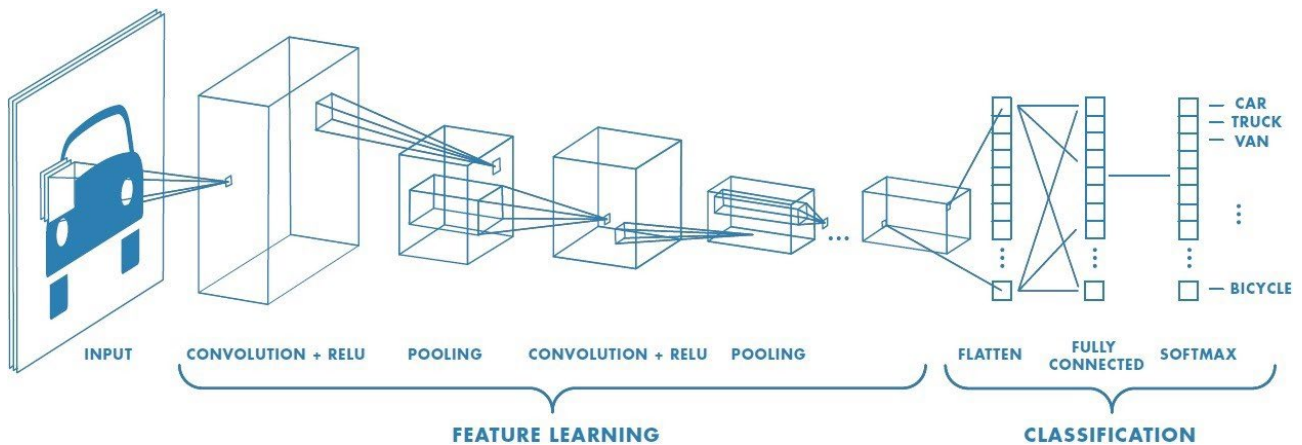 CAR
TRUCK
VAN
BICYCLE
INPUT
CONVOLUTION + RELU
POOLING
CONVOLUTION + RELU
POOLING
FLATTEN
FULLY
CONNECTED
SOFTMAX
FEATURE LEARNING
CLASSIFICATION